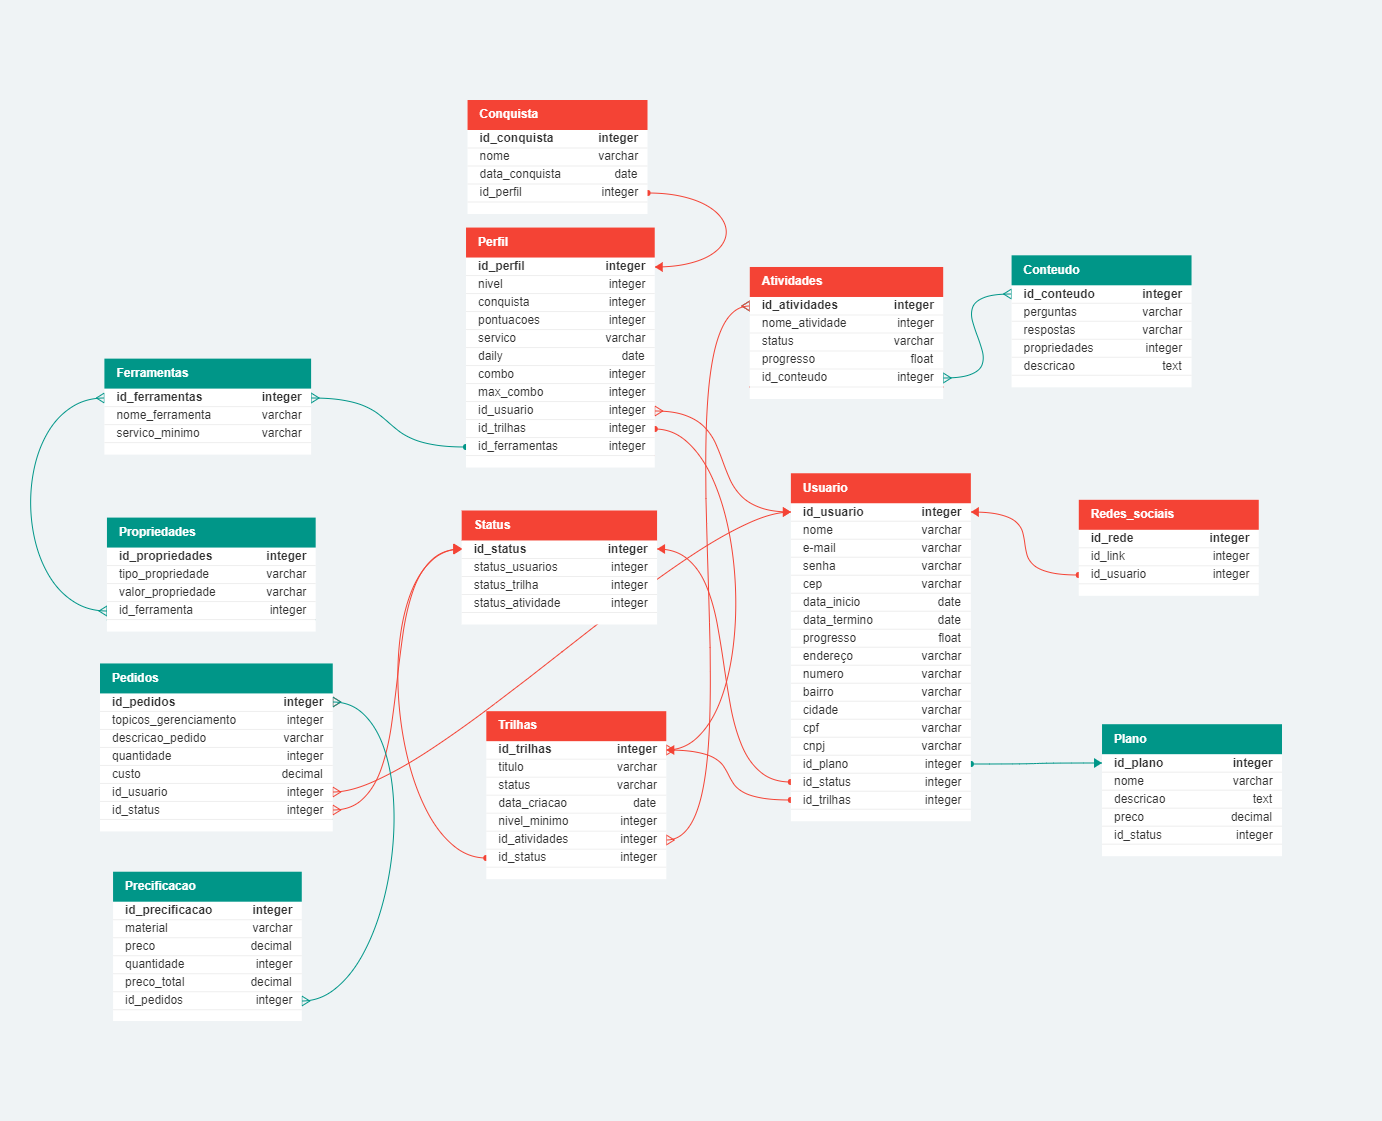 Conquista
id_conquista integer
nome varchar
data_conquista date
id_perfil integer
Perfil
id_perfil integer
nivel integer
conquista integer
pontuacoes integer
servico varchar
daily date
combo integer
max_combo integer
id_usuario integer
id_trilhas integer
id_ferramentas integer
Atividades
id_atividades integer
nome_atividade integer
status varchar
progresso float
id_conteudo integer
Conteudo
id_conteudo integer
perguntas varchar
respostas varchar
propriedades integer
descricao text
Ferramentas
id_ferramentas integer
nome_ferramenta varchar
servico_minimo varchar
Propriedades
id_propriedades integer
tipo_propriedade varchar
valor_propriedade varchar
id_ferramenta integer
Status
id_status integer
status_usuarios integer
status_trilha integer
status_atividade integer
Usuario
id_usuario integer
nome varchar
e-mail varchar
senha varchar
cep varchar
data_inicio date
data_termino date
progresso float
endereço varchar
numero varchar
bairro varchar
cidade varchar
cpf varchar
cnpj varchar
id_plano integer
id_status integer
id_trilhas integer
Redes_sociais
id_rede integer
id_link integer
id_usuario integer
Pedidos
id_pedidos integer
topicos_gerenciamento integer
descricao_pedido varchar
quantidade integer
custo decimal
id_usuario integer
id_status integer
Trilhas
id_trilhas integer
titulo varchar
status varchar
data_criacao date
nivel_minimo integer
id_atividades integer
id_status integer
Plano
id_plano integer
nome varchar
descricao text
preco decimal
id_status integer
Precificacao
id_precificacao integer
material varchar
preco decimal
quantidade integer
preco_total decimal
id_pedidos integer